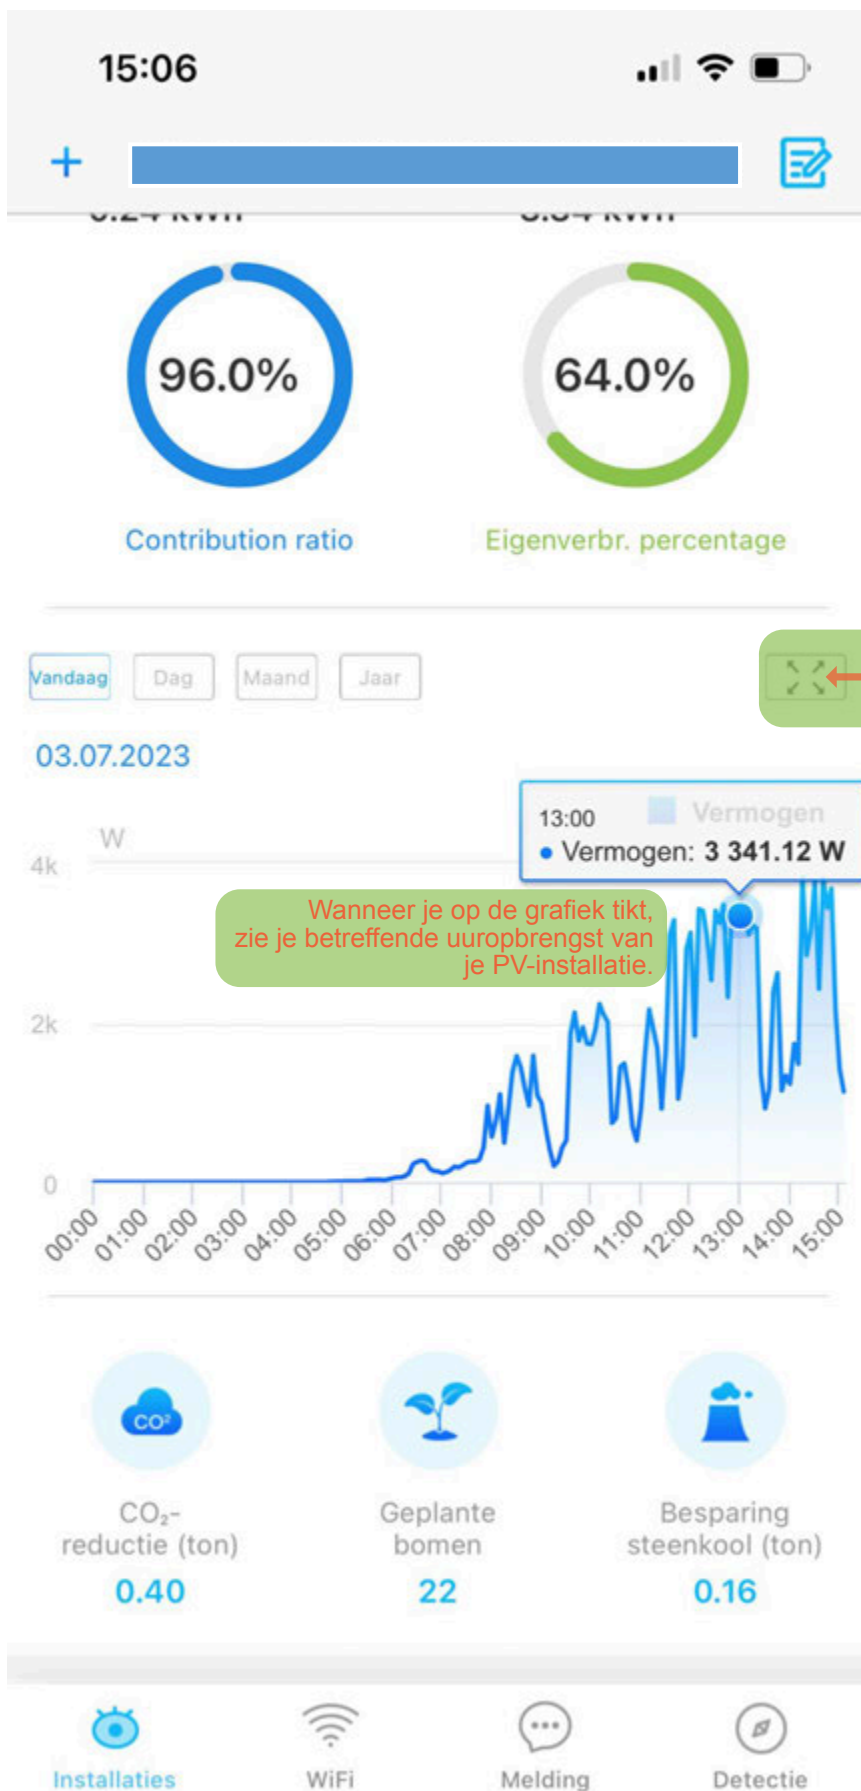 15:06
96.0%
64.0%
Contribution ratio
Eigenverbr. percentage
Vandaag
Dag
Maand
Jaar
03.07.2023
W
13:00
Vermogen
Vermogen: 3 341.12 W
4k
Wanneer je op de grafiek tikt,
zie je betreffende uuropbrengst van
je PV-installatie.
2k
0
00:00 01:00 02:00 03:00 04:00 05:00 06:00 07:00 08:00 09:00 10:00 11:00 12:00 13:00 14:00 15:00
CO²
CO₂-
reductie (ton)
0.40
Geplante
bomen
22
Besparing
steenkool (ton)
0.16
Installaties
WiFi
Melding
Detectie